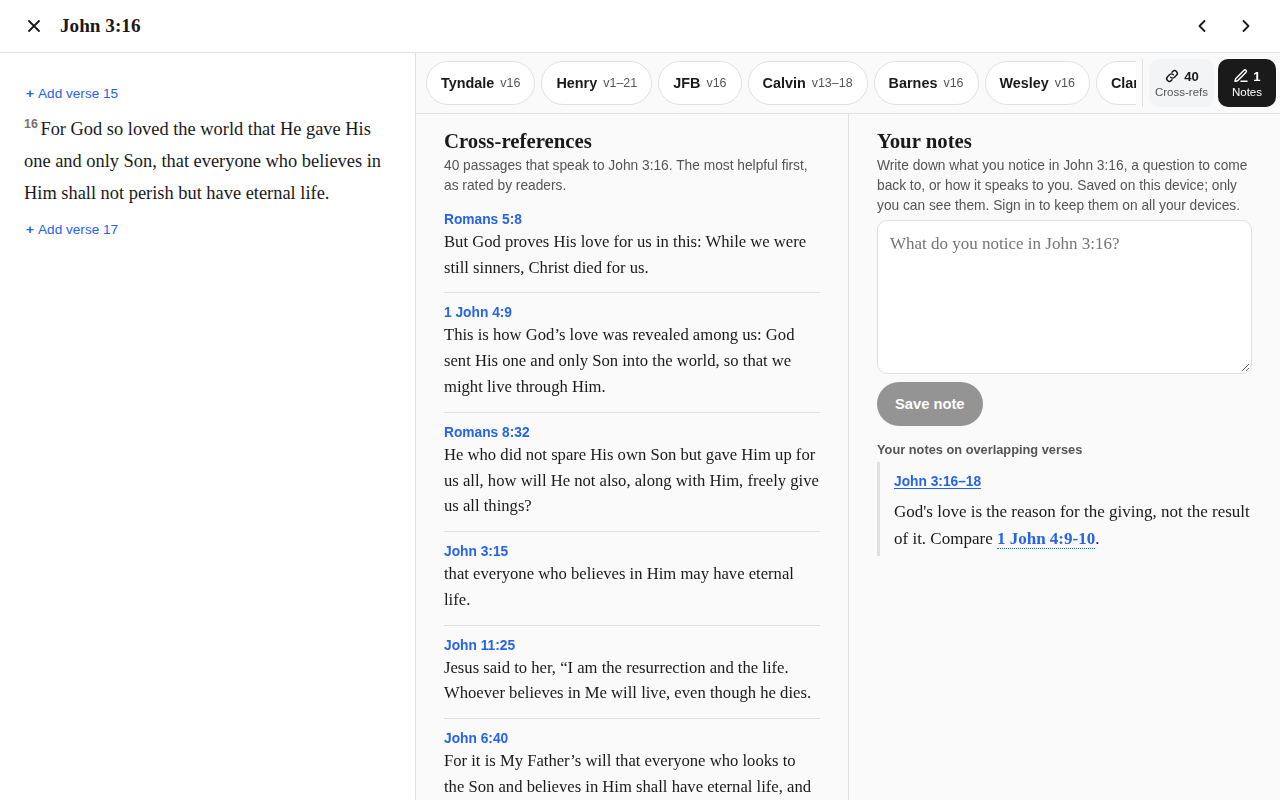 John 3:16
+ Add verse 15
16 For God so loved the world that He gave His
one and only Son, that everyone who believes in
Him shall not perish but have eternal life.
+ Add verse 17
Tyndale v16
Henry v1–21
JFB v16
Calvin v13–18
Barnes v16
Wesley v16
40
Cross-refs
1
Notes
Cross-references
40 passages that speak to John 3:16. The most helpful first,
as rated by readers.
Romans 5:8
But God proves His love for us in this: While we were
still sinners, Christ died for us.
1 John 4:9
This is how God’s love was revealed among us: God
sent His one and only Son into the world, so that we
might live through Him.
Romans 8:32
He who did not spare His own Son but gave Him up for
us all, how will He not also, along with Him, freely give
us all things?
John 3:15
that everyone who believes in Him may have eternal
life.
John 11:25
Jesus said to her, “I am the resurrection and the life.
Whoever believes in Me will live, even though he dies.
John 6:40
For it is My Father’s will that everyone who looks to
the Son and believes in Him shall have eternal life, and
Your notes
Write down what you notice in John 3:16, a question to come
back to, or how it speaks to you. Saved on this device; only
you can see them. Sign in to keep them on all your devices.
What do you notice in John 3:16?
Save note
Your notes on overlapping verses
John 3:16–18
God's love is the reason for the giving, not the result
of it. Compare 1 John 4:9-10.